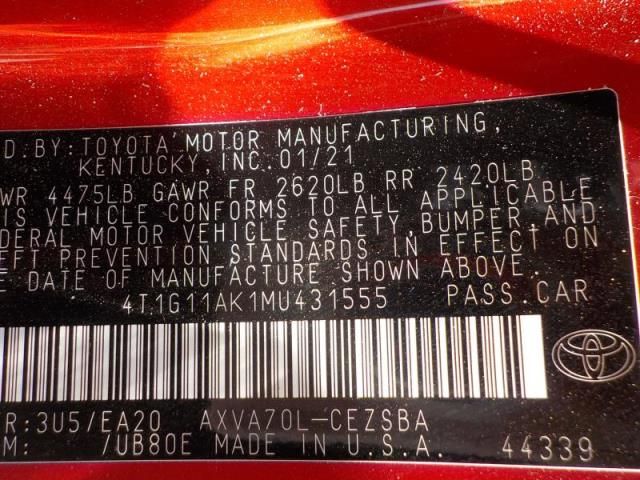 D. BY: TOYOTA MOTOR MANUFACTURING,
KENTUCKY, INC. 01/21
WR 4475LB GAWR FR 2620LB RR 2420LB
IS VEHICLE CONFORMS TO ALL APPLICABLE
DERAL MOTOR VEHICLE SAFETY, BUMPER, AND
EFT PREVENTION STANDARDS IN EFFECT ON
E DATE OF MANUFACTURE SHOWN ABOVE.
4T1G11AK1MU431555 PASS.CAR
R:3U5/EA20 AXVA70L-CEZSBA
M: /UB80E MADE IN U.S.A. 44339